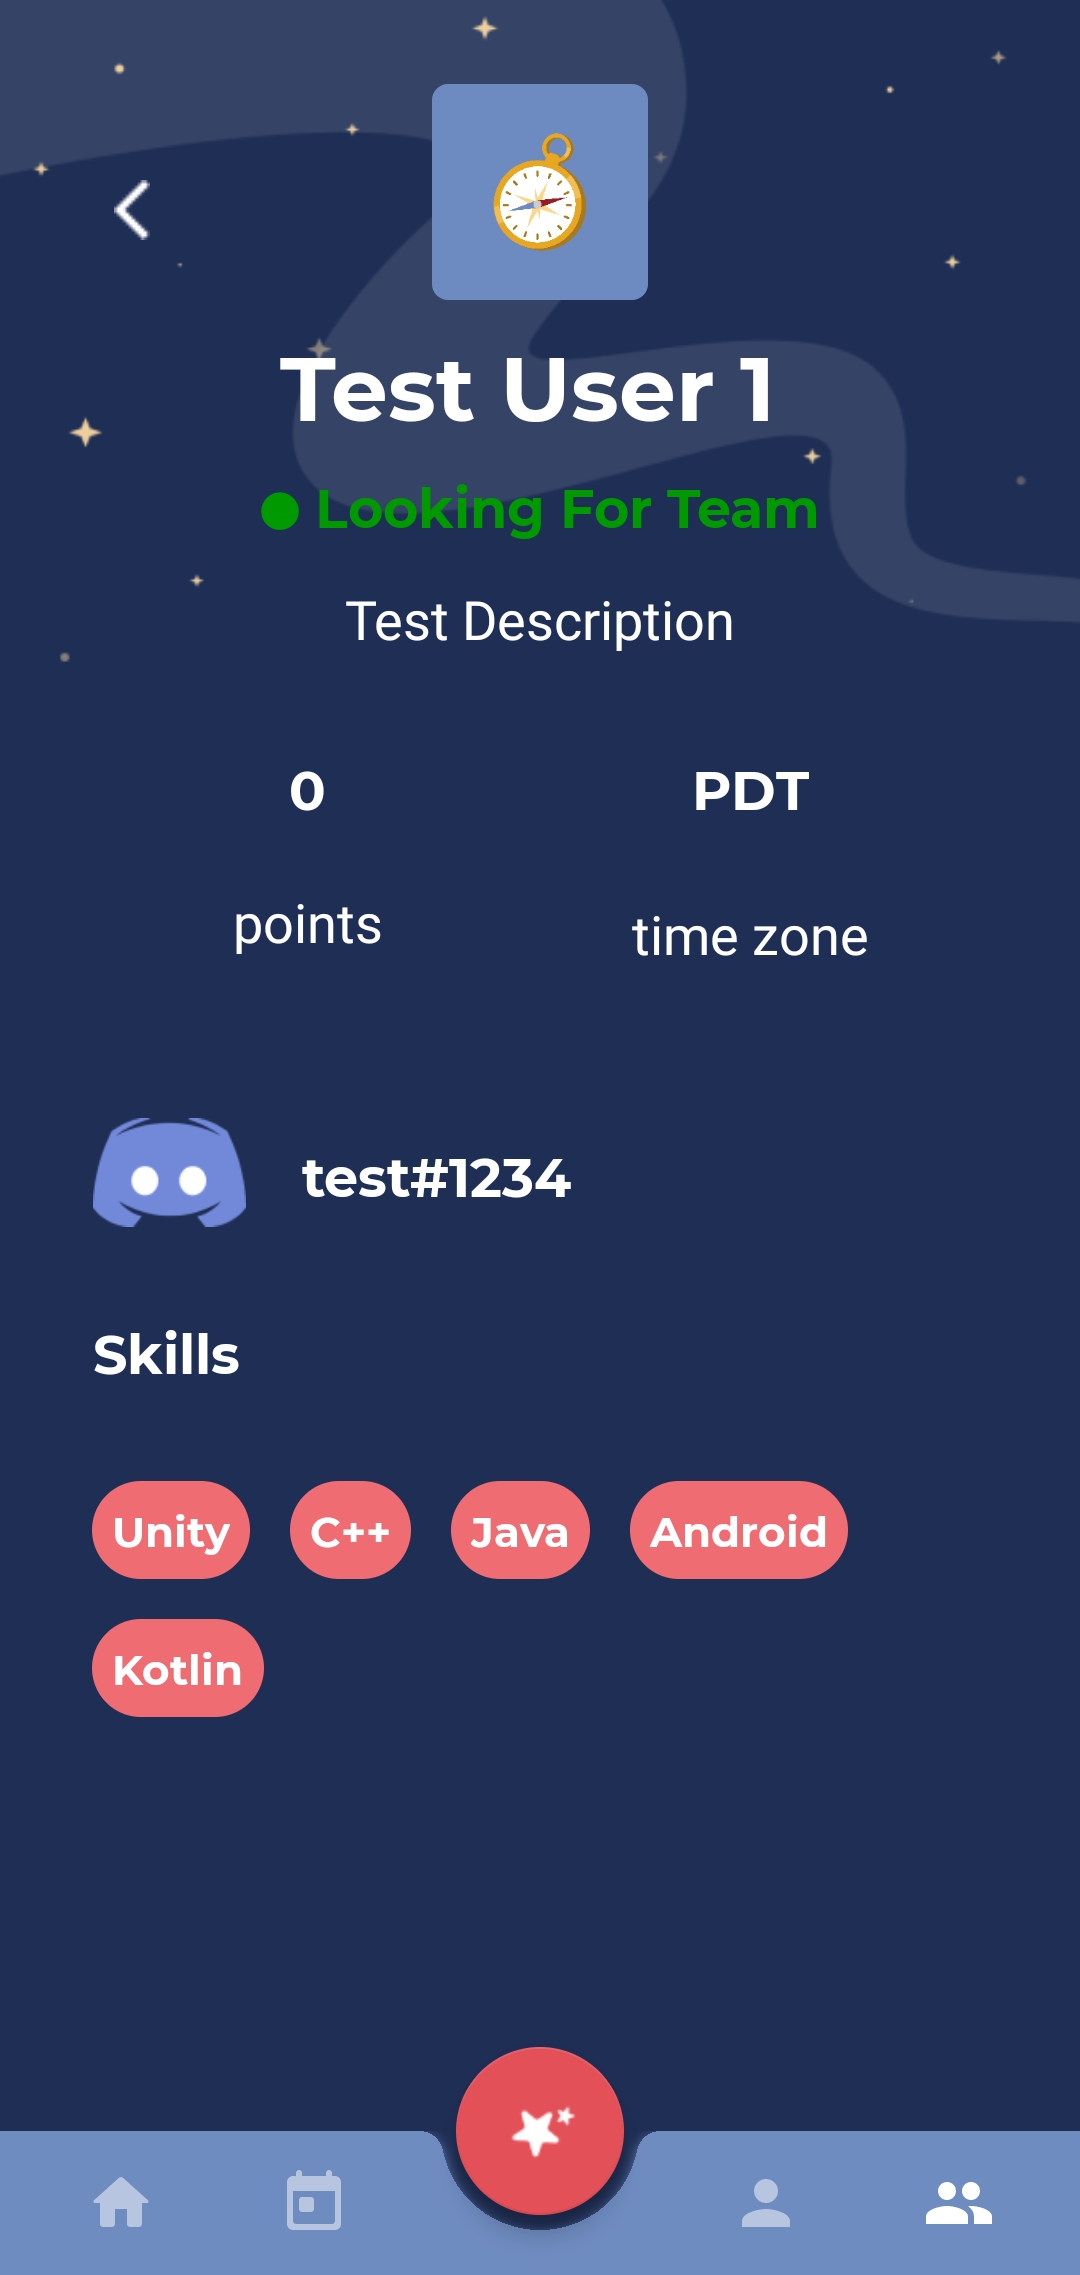 Test User 1
Looking For Team
Test Description
0 PDT
points time zone
test#1234
Skills
Unity C++ Java Android
Kotlin